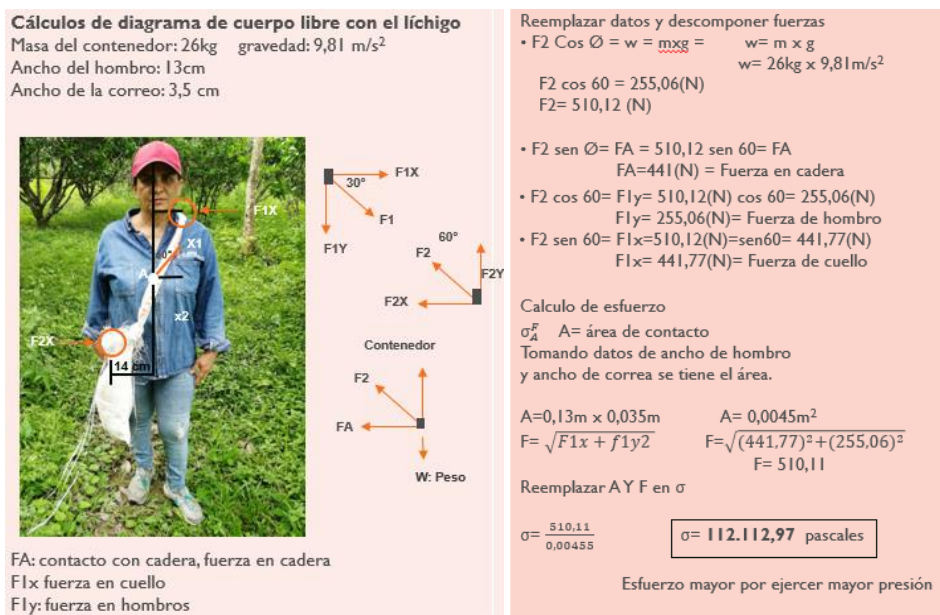 Cálculos de diagrama de cuerpo libre con el líchigo
Masa del contenedor: 26kg gravedad: 9,81 m/s²
Ancho del hombro: 13cm
Ancho de la correo: 3,5 cm
F1X
X1
A
x2
F2X
14 cm
F1X
30°
F1
F1Y
60°
F2
F2Y
F2X
Contenedor
F2
FA
W: Peso
FA: contacto con cadera, fuerza en cadera
F1x fuerza en cuello
F1y: fuerza en hombros
Reemplazar datos y descomponer fuerzas
• F2 Cos Ø = w = mxg = w= m x g
w= 26kg x 9,81m/s²
F2 cos 60 = 255,06(N)
F2= 510,12 (N)
• F2 sen Ø= FA = 510,12 sen 60= FA
FA=441(N) = Fuerza en cadera
• F2 cos 60= F1y= 510,12(N) cos 60= 255,06(N)
F1y= 255,06(N)= Fuerza de hombro
• F2 sen 60= F1x=510,12(N)=sen60= 441,77(N)
F1x= 441,77(N)= Fuerza de cuello
Calculo de esfuerzo
σ_A^F A= área de contacto
Tomando datos de ancho de hombro
y ancho de correa se tiene el área.
A=0,13m x 0,035m A= 0,0045m²
F= √F1x + f1y2 F=√(441,77)²+(255,06)²
F= 510,11
Reemplazar A Y F en σ
σ= 510,11/0,00455 σ= 112.112,97 pascales
Esfuerzo mayor por ejercer mayor presión